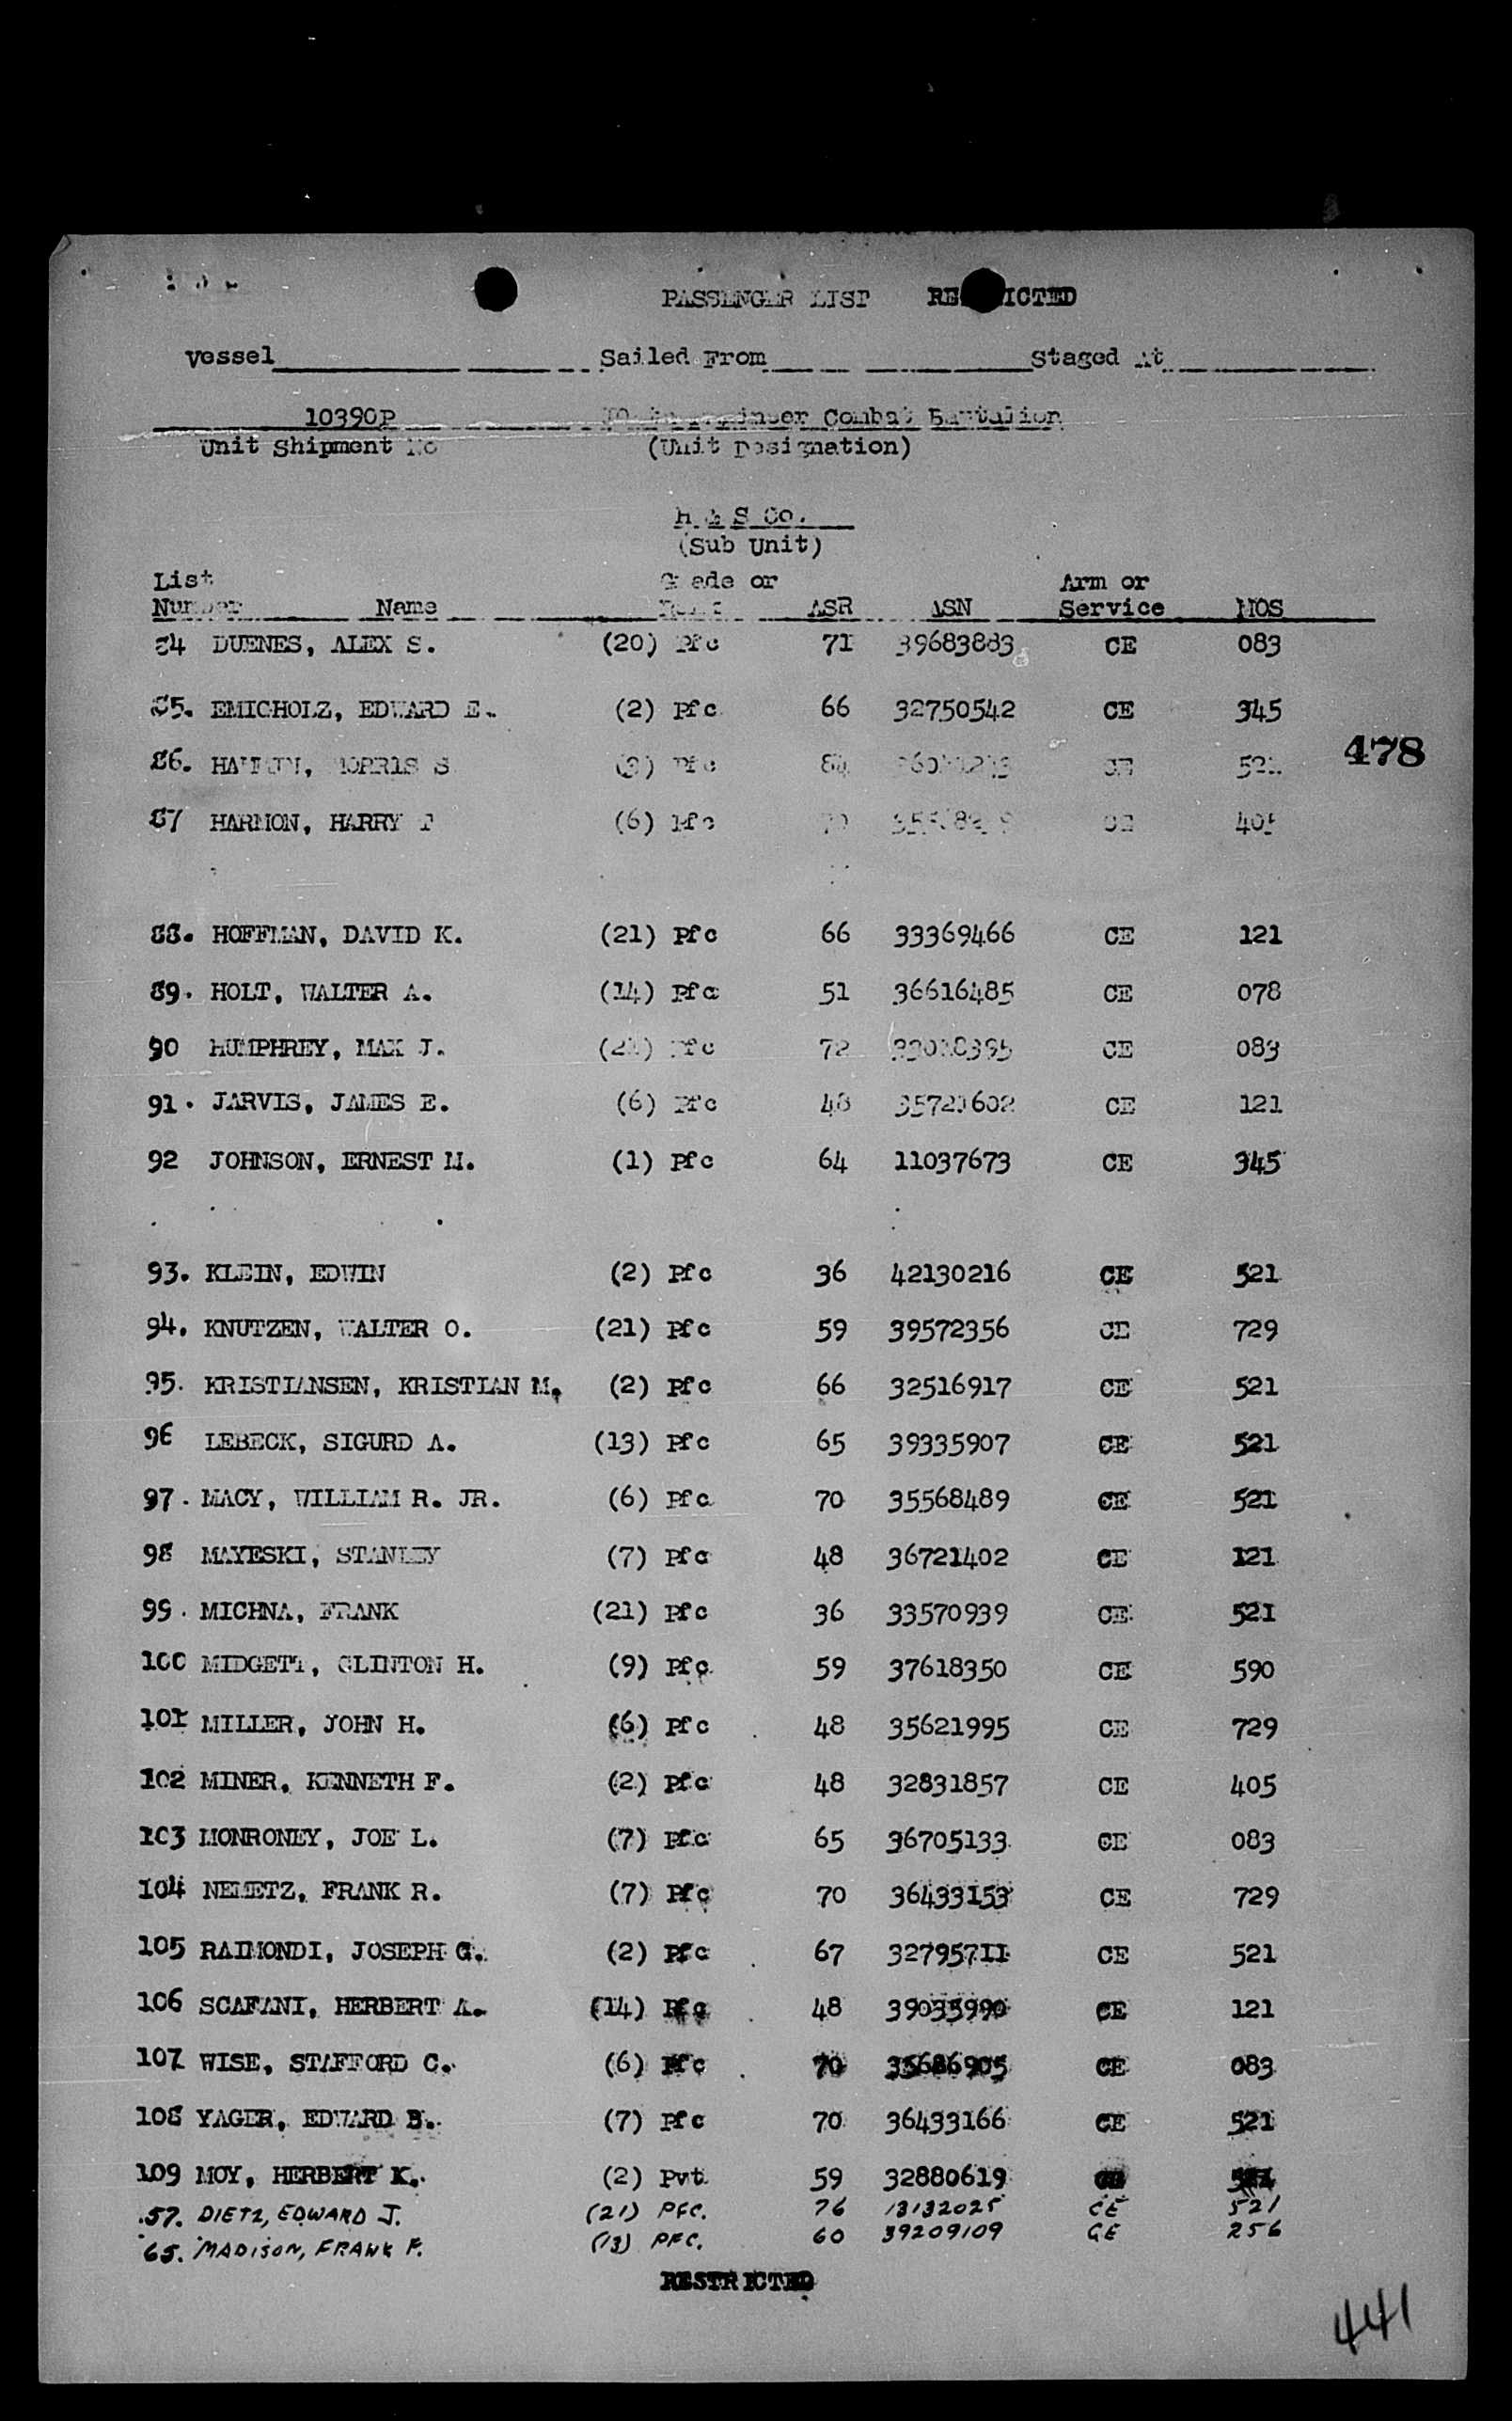 PASSENGER LIST RESTRICTED
Vessel Sailed From Staged At
10390P Engineer Combat Battalion
Unit Shipment No (Unit Designation)
H & S Co.
(Sub Unit)
List Grade or Arm or
Number Name Rank ASR ASN Service MOS
84 DUENES, ALEX S. (20) Pfc 71 39683883 CE 083
85. EMICHOLZ, EDWARD E. (2) Pfc 66 32750542 CE 345
478
86. MORRIS S Pfc 84 CE
87 HARMON, HARRY (6) Pfc CE 405
88. HOFFMAN, DAVID K. (21) Pfc 66 33369466 CE 121
89. HOLT, WALTER A. (14) Pfc 51 36616485 CE 078
90 HUMPHREY, MAX J. Pfc 72 CE 083
91. JARVIS, JAMES E. (6) Pfc 48 CE 121
92 JOHNSON, ERNEST M. (1) Pfc 64 11037673 CE 345
93. KLEIN, EDWIN (2) Pfc 36 42130216 CE 521
94. KNUTZEN, WALTER O. (21) Pfc 59 39572356 CE 729
95. KRISTIANSEN, KRISTIAN M. (2) Pfc 66 32516917 CE 521
96 LEBECK, SIGURD A. (13) Pfc 65 39335907 CE 521
97. MACY, WILLIAM R. JR. (6) Pfc 70 35568489 CE 521
98 MAYESKI, STANLEY (7) Pfc 48 36721402 CE 121
99. MICHNA, FRANK (21) Pfc 36 33570939 CE 521
100 MIDGETT, CLINTON H. (9) Pfc 59 37618350 CE 590
101 MILLER, JOHN H. (6) Pfc 48 35621995 CE 729
102 MINER, KENNETH F. (2) Pfc 48 32831857 CE 405
103 MONRONEY, JOE L. (7) Pfc 65 36705133 CE 083
104 NEMETZ, FRANK R. (7) Pfc 70 36433153 CE 729
105 RAIMONDI, JOSEPH G. (2) Pfc 67 32795711 CE 521
106 SCAFANI, HERBERT A. (14) Pfc 48 39035990 CE 121
107 WISE, STAFFORD C. (6) Pfc 70 35686905 CE 083
108 YAGER, EDWARD B. (7) Pfc 70 36433166 CE 521
109 MOY, HERBERT K. (2) Pvt 59 32880619 CE
57. DIETZ, EDWARD J. (21) PFC. 76 13132025 CE 521
65. MADISON, FRANK F. (13) PFC. 60 39209109 CE 256
RESTRICTED
441